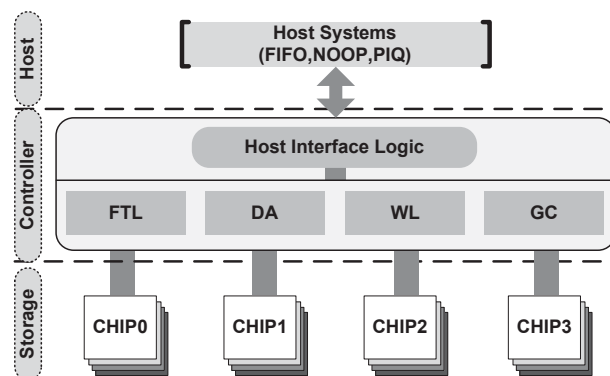 Host
Host Systems
(FIFO,NOOP,PIQ)
Controller
Host Interface Logic
FTL
DA
WL
GC
Storage
CHIP0
CHIP1
CHIP2
CHIP3